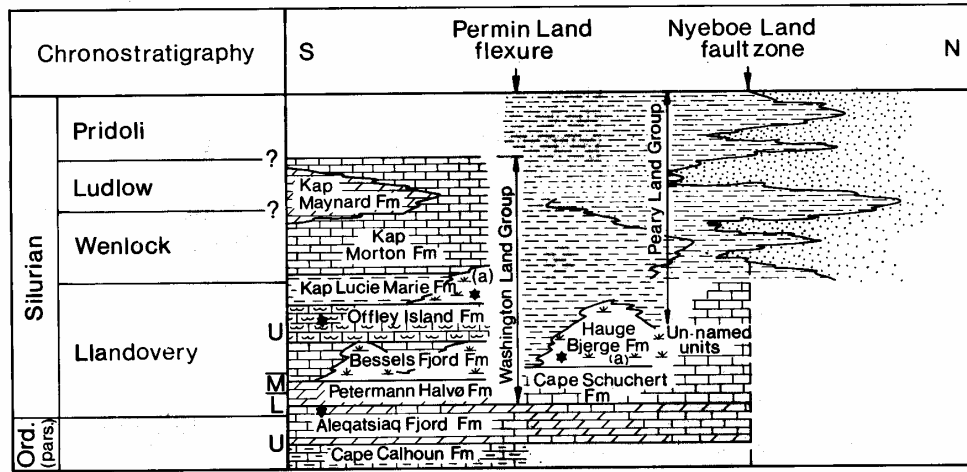 Chronostratigraphy
S
Permin Land
flexure
Nyeboe Land
fault zone
N
Silurian
Pridoli
?
Ludlow
?
Wenlock
Llandovery
U
M
L
Ord.
(pars.)
U
Kap
Maynard Fm
Kap
Morton Fm
(a)
Kap Lucie Marie Fm
Offley Island Fm
Bessels Fjord Fm
Petermann Halvø Fm
Aleqatsiaq Fjord Fm
Cape Calhoun Fm
Washington Land Group
Peary Land Group
Hauge
Bjerge Fm
(a)
Un-named
units
Cape Schuchert
Fm